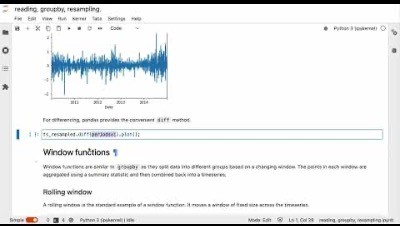 reading, groupby, resampling.
File Edit View Run Kernel Tabs Settings Help
Code
Python 3 (ipykernel)
2
1
0
-1
-2
2011 2012 2013 2014
Date
For differencing, pandas provides the convenient diff method.
[ ]: ts_resampled.diff(periods=).plot();
Window functions ¶
Window functions are similar to groupby as they split data into different groups based on a changing window. The points in each window are
aggregated using a summary statistic and then combined back into a timeseries.
Rolling window
A rolling window is the standard example of a window function. It moves a window of fixed size across the timeseries.
Simple
Python 3 (ipykernel) | Idle
Mode: Edit
Ln 1, Col 26
reading, groupby, resampling.ipynb